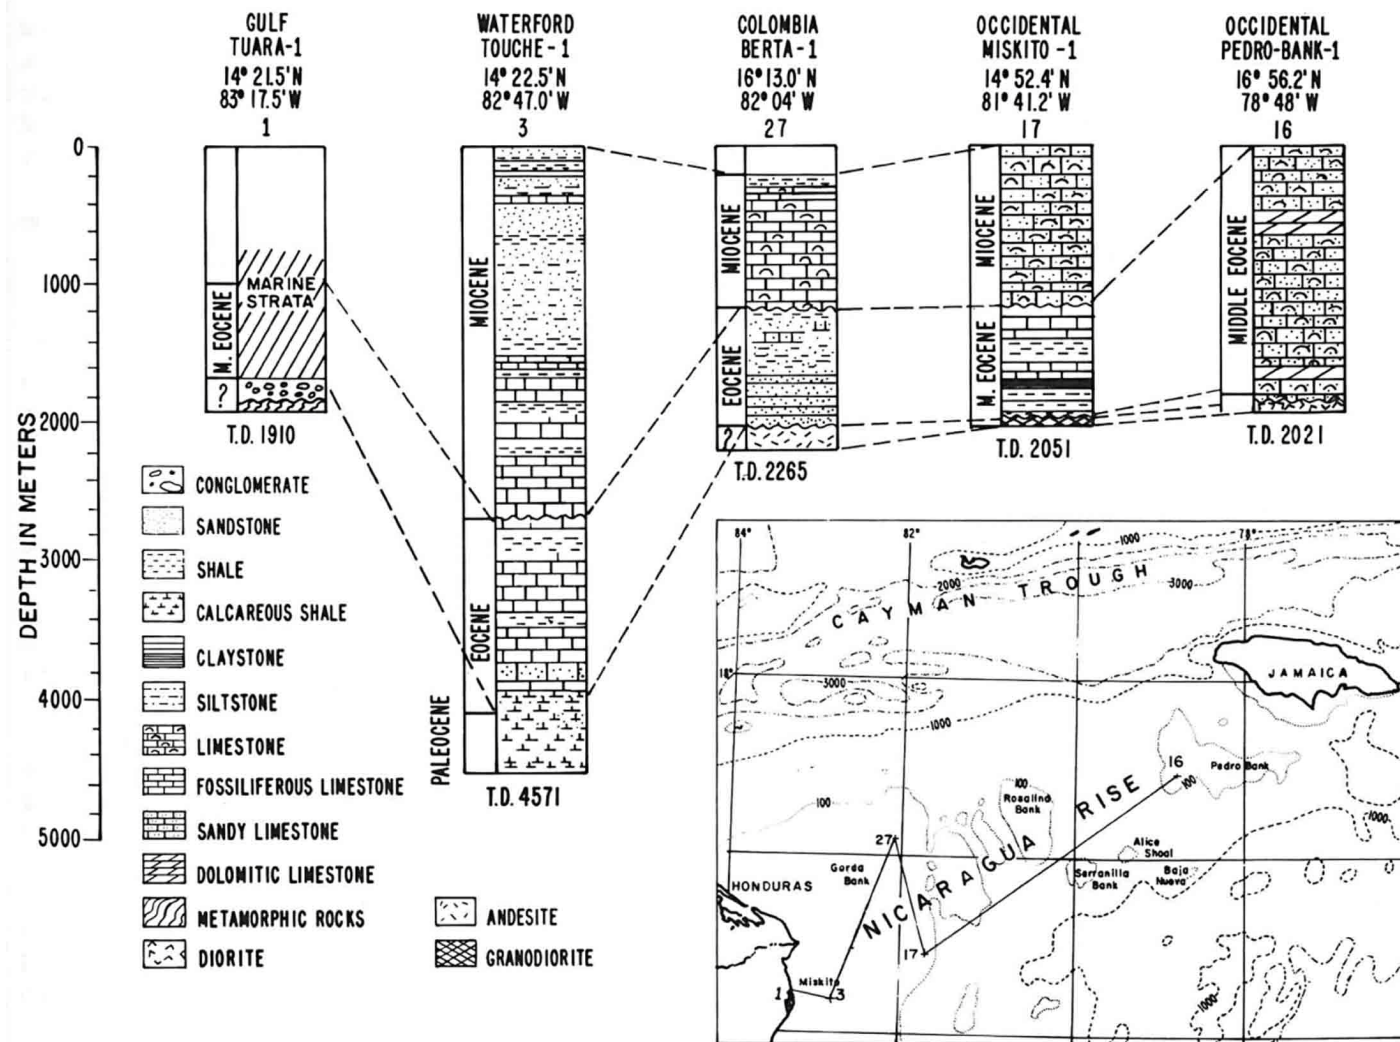 GULF
TUARA-1
14° 21.5' N
83° 17.5' W
1
WATERFORD
TOUCHE-1
14° 22.5' N
82° 47.0' W
3
COLOMBIA
BERTA-1
16° 13.0' N
82° 04' W
27
OCCIDENTAL
MISKITO-1
14° 52.4' N
81° 41.2' W
17
OCCIDENTAL
PEDRO-BANK-1
16° 56.2' N
78° 48' W
16
DEPTH IN METERS
0
1000
2000
3000
4000
5000
M. EOCENE
?
MARINE
STRATA
T.D. 1910
MIOCENE
EOCENE
PALEOCENE
T.D. 4571
MIOCENE
EOCENE
?
T.D. 2265
MIOCENE
M. EOCENE
T.D. 2051
MIDDLE EOCENE
T.D. 2021
CONGLOMERATE
SANDSTONE
SHALE
CALCAREOUS SHALE
CLAYSTONE
SILTSTONE
LIMESTONE
FOSSILIFEROUS LIMESTONE
SANDY LIMESTONE
DOLOMITIC LIMESTONE
METAMORPHIC ROCKS
DIORITE
ANDESITE
GRANODIORITE
84°
82°
78°
1000
2000
3000
CAYMAN TROUGH
18°
3000
1000
JAMAICA
16
Pedro Bank
100
100
100
Rosalind
Bank
NICARAGUA RISE
1000
27
Gorda
Bank
Alice
Shoal
Serranilla
Bank
Baja
Nueva
HONDURAS
17
Miskito
1
3
1000